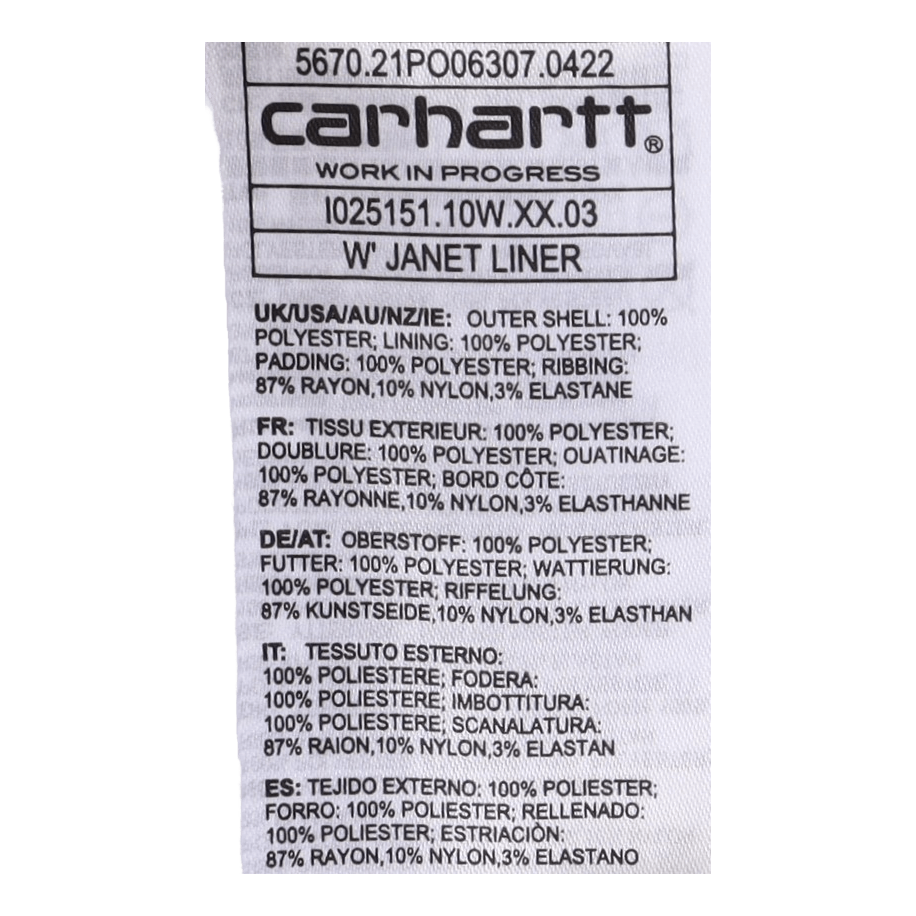 5670.21PO06307.0422
carhartt®
WORK IN PROGRESS
I025151.10W.XX.03
W' JANET LINER
UK/USA/AU/NZ/IE: OUTER SHELL: 100%
POLYESTER; LINING: 100% POLYESTER;
PADDING: 100% POLYESTER; RIBBING:
87% RAYON,10% NYLON,3% ELASTANE
FR: TISSU EXTERIEUR: 100% POLYESTER;
DOUBLURE: 100% POLYESTER; OUATINAGE:
100% POLYESTER; BORD CÔTE:
87% RAYONNE,10% NYLON,3% ELASTHANNE
DE/AT: OBERSTOFF: 100% POLYESTER;
FUTTER: 100% POLYESTER; WATTIERUNG:
100% POLYESTER; RIFFELUNG:
87% KUNSTSEIDE,10% NYLON,3% ELASTHAN
IT: TESSUTO ESTERNO:
100% POLIESTERE; FODERA:
100% POLIESTERE; IMBOTTITURA:
100% POLIESTERE; SCANALATURA:
87% RAION,10% NYLON,3% ELASTAN
ES: TEJIDO EXTERNO: 100% POLIESTER;
FORRO: 100% POLIESTER; RELLENADO:
100% POLIESTER; ESTRIACIÒN:
87% RAYON,10% NYLON,3% ELASTANO